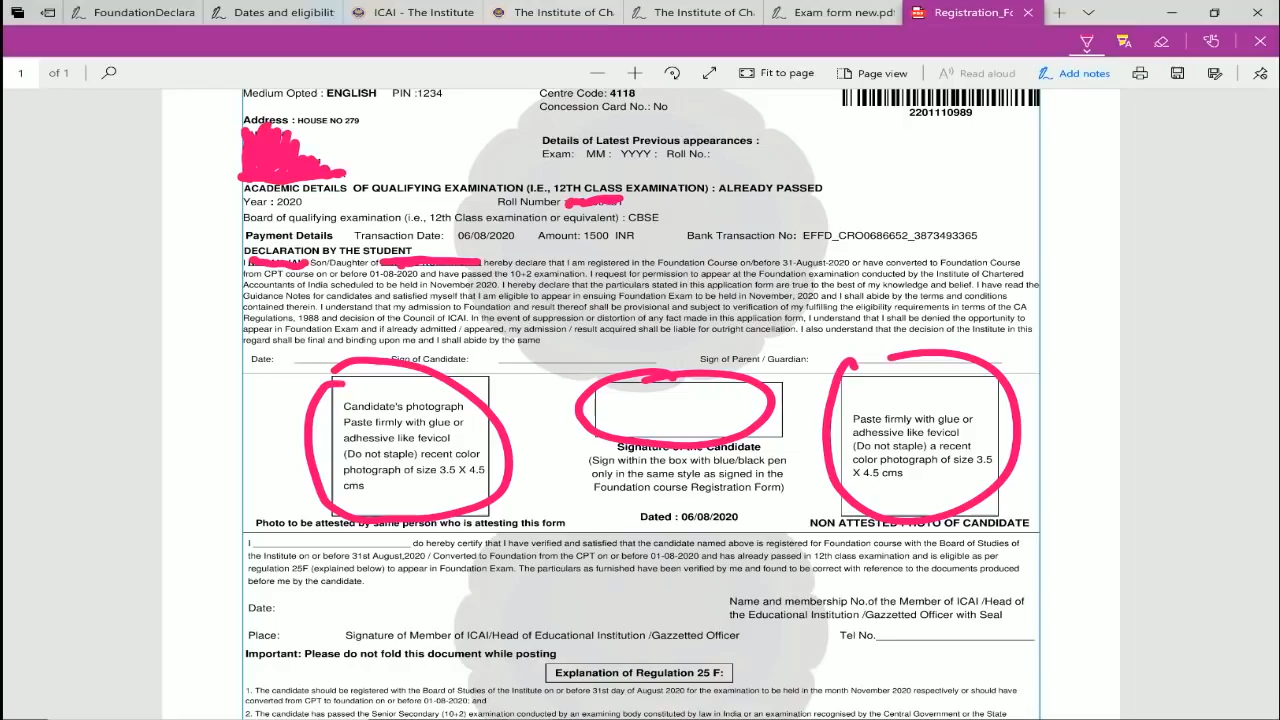 FoundationDeclara
Dates and eligibilit
ICAI - The Institute
The Institute of Ch
The Institute of Ch
Exam form new.pdf
Registration_Fo
1 of 1
Fit to page
Page view
Read aloud
Add notes
Medium Opted : ENGLISH PIN :1234
Centre Code: 4118
Concession Card No.: No
2201110989
Address : HOUSE NO 279
Details of Latest Previous appearances :
Exam: MM : YYYY : Roll No.:
ACADEMIC DETAILS OF QUALIFYING EXAMINATION (I.E., 12TH CLASS EXAMINATION) : ALREADY PASSED
Year : 2020 Roll Number
Board of qualifying examination (i.e., 12th Class examination or equivalent) : CBSE
Payment Details Transaction Date: 06/08/2020 Amount: 1500 INR Bank Transaction No: EFFD_CRO0686652_3873493365
DECLARATION BY THE STUDENT
I Son/Daughter of hereby declare that I am registered in the Foundation Course on/before 31-August-2020 or have converted to Foundation Course
from CPT course on or before 01-08-2020 and have passed the 10+2 examination. I request for permission to appear at the Foundation examination conducted by the Institute of Chartered
Accountants of India scheduled to be held in November 2020. I hereby declare that the particulars stated in this application form are true to the best of my knowledge and belief. I have read the
Guidance Notes for candidates and satisfied myself that I am eligible to appear in ensuing Foundation Exam to be held in November, 2020 and I shall abide by the terms and conditions
contained therein. I understand that my admission to Foundation and result thereof shall be provisional and subject to verification of my fulfilling the eligibility requirements in terms of the CA
Regulations, 1988 and decision of the Council of ICAI. In the event of suppression or distortion of any fact made in this application form, I understand that I shall be denied the opportunity to
appear in Foundation Exam and if already admitted / appeared, my admission / result acquired shall be liable for outright cancellation. I also understand that the decision of the Institute in this
regard shall be final and binding upon me and I shall abide by the same
Date: Sign of Candidate: Sign of Parent / Guardian:
Candidate's photograph
Paste firmly with glue or
adhessive like fevicol
(Do not staple) recent color
photograph of size 3.5 X 4.5
cms
Photo to be attested by same person who is attesting this form
Signature of the Candidate
(Sign within the box with blue/black pen
only in the same style as signed in the
Foundation course Registration Form)
Dated : 06/08/2020
Paste firmly with glue or
adhessive like fevicol
(Do not staple) a recent
color photograph of size 3.5
X 4.5 cms
NON ATTESTED PHOTO OF CANDIDATE
I ______ do hereby certify that I have verified and satisfied that the candidate named above is registered for Foundation course with the Board of Studies of
the Institute on or before 31st August,2020 / Converted to Foundation from the CPT on or before 01-08-2020 and has already passed in 12th class examination and is eligible as per
regulation 25F (explained below) to appear in Foundation Exam. The particulars as furnished have been verified by me and found to be correct with reference to the documents produced
before me by the candidate.
Date:
Name and membership No.of the Member of ICAI /Head of
the Educational Institution /Gazzetted Officer with Seal
Place: Signature of Member of ICAI/Head of Educational Institution /Gazzetted Officer Tel No.
Important: Please do not fold this document while posting
Explanation of Regulation 25 F:
1. The candidate should be registered with the Board of Studies of the Institute on or before 31st day of August 2020 for the examination to be held in the month November 2020 respectively or should have
converted from CPT to foundation on or before 01-08-2020; and
2. The candidate has passed the Senior Secondary (10+2) examination conducted by an examining body constituted by law in India or an examination recognised by the Central Government or the State